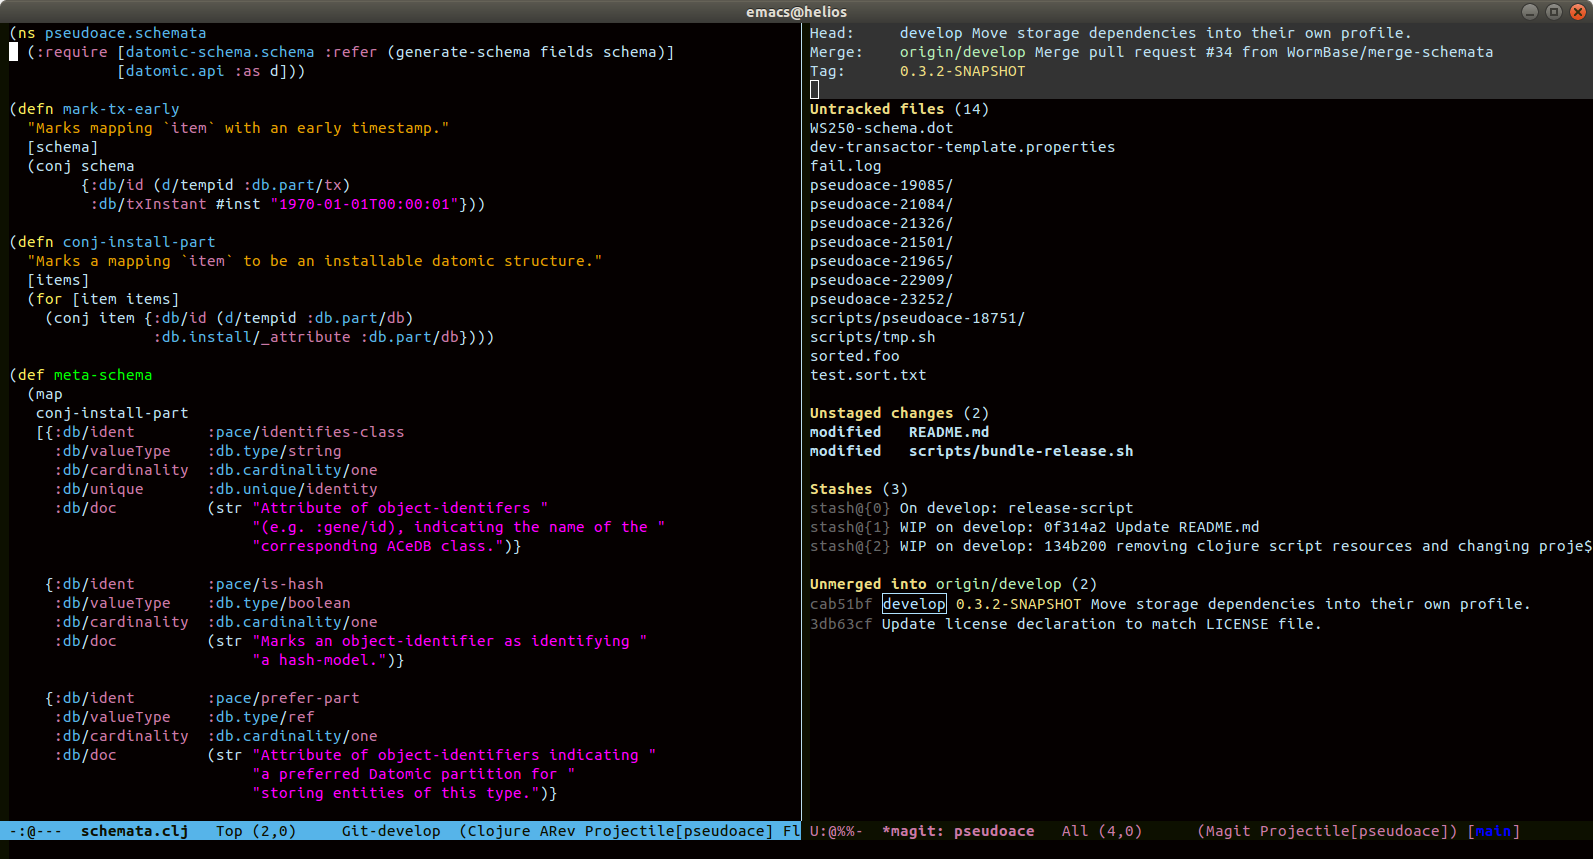 emacs@helios
(ns pseudoace.schemata
  (:require [datomic-schema.schema :refer (generate-schema fields schema)]
            [datomic.api :as d]))
(defn mark-tx-early
  "Marks mapping `item` with an early timestamp."
  [schema]
  (conj schema
        {:db/id (d/tempid :db.part/tx)
         :db/txInstant #inst "1970-01-01T00:00:01"}))
(defn conj-install-part
  "Marks a mapping `item` to be an installable datomic structure."
  [items]
  (for [item items]
    (conj item {:db/id (d/tempid :db.part/db)
                :db.install/_attribute :db.part/db})))
(def meta-schema
  (map
   conj-install-part
   [{:db/ident        :pace/identifies-class
     :db/valueType    :db.type/string
     :db/cardinality  :db.cardinality/one
     :db/unique       :db.unique/identity
     :db/doc          (str "Attribute of object-identifers "
                           "(e.g. :gene/id), indicating the name of the "
                           "corresponding ACeDB class.")}
    {:db/ident        :pace/is-hash
     :db/valueType    :db.type/boolean
     :db/cardinality  :db.cardinality/one
     :db/doc          (str "Marks an object-identifier as identifying "
                           "a hash-model.")}
    {:db/ident        :pace/prefer-part
     :db/valueType    :db.type/ref
     :db/cardinality  :db.cardinality/one
     :db/doc          (str "Attribute of object-identifiers indicating "
                           "a preferred Datomic partition for "
                           "storing entities of this type.")}
-:@---  schemata.clj   Top (2,0)     Git-develop  (Clojure ARev Projectile[pseudoace] Fl
Head:     develop Move storage dependencies into their own profile.
Merge:    origin/develop Merge pull request #34 from WormBase/merge-schemata
Tag:      0.3.2-SNAPSHOT
Untracked files (14)
WS250-schema.dot
dev-transactor-template.properties
fail.log
pseudoace-19085/
pseudoace-21084/
pseudoace-21326/
pseudoace-21501/
pseudoace-21965/
pseudoace-22909/
pseudoace-23252/
scripts/pseudoace-18751/
scripts/tmp.sh
sorted.foo
test.sort.txt
Unstaged changes (2)
modified   README.md
modified   scripts/bundle-release.sh
Stashes (3)
stash@{0} On develop: release-script
stash@{1} WIP on develop: 0f314a2 Update README.md
stash@{2} WIP on develop: 134b200 removing clojure script resources and changing proje$
Unmerged into origin/develop (2)
cab51bf develop 0.3.2-SNAPSHOT Move storage dependencies into their own profile.
3db63cf Update license declaration to match LICENSE file.
U:@%%-  *magit: pseudoace   All (4,0)      (Magit Projectile[pseudoace]) [main]